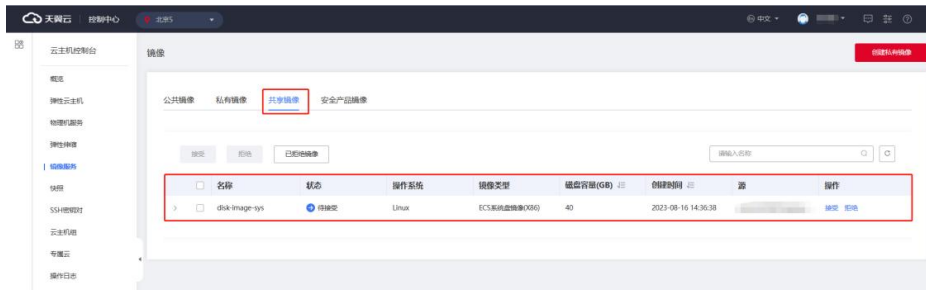 天翼云 控制中心 北京5 中文
云主机控制台
概览
弹性云主机
物理机服务
弹性伸缩
镜像服务
快照
SSH密钥对
云主机组
专属云
操作日志
镜像 创建私有镜像
公共镜像 私有镜像 共享镜像 安全产品镜像
接受 拒绝 已拒绝镜像 请输入名称
名称 状态 操作系统 镜像类型 磁盘容量(GB) 创建时间 源 操作
disk-image-sys 待接受 Linux ECS系统盘镜像(X86) 40 2023-08-16 14:36:38 接受 拒绝